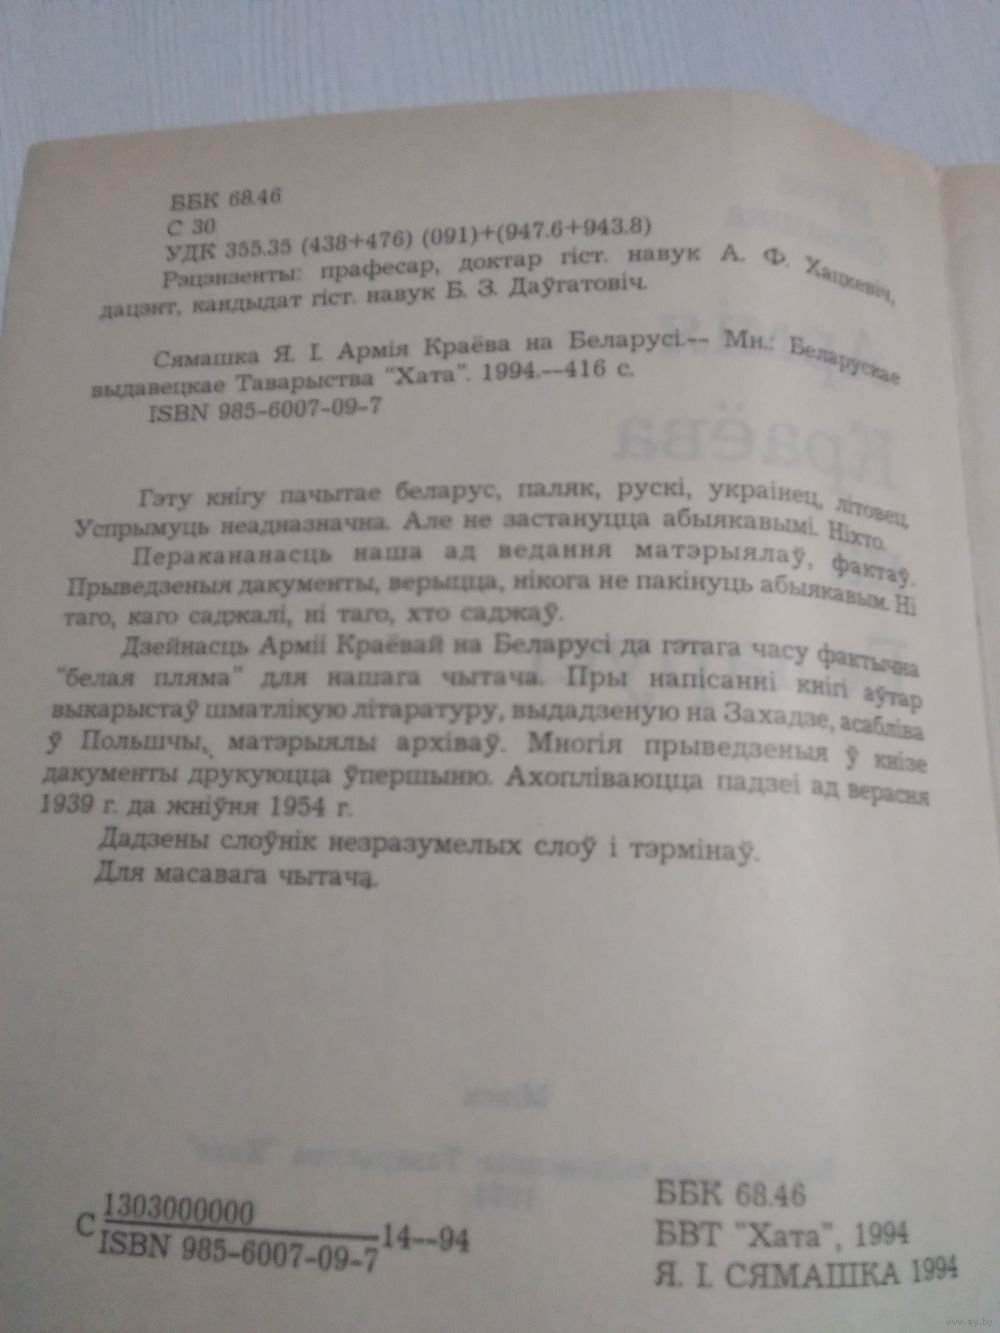 ББК 68.46
С 30
УДК 355.35 (438+476) (091)+(947.6+943.8)
Рэцэнзенты: прафесар, доктар гіст. навук А. Ф. Хацкевіч,
дацэнт, кандыдат гіст. навук Б. З. Даўгатовіч.
Сямашка Я. І. Армія Краёва на Беларусі.-- Мн.: Беларускае
выдавецкае Таварыства "Хата". 1994.--416 с.
ISBN 985-6007-09-7
Гэту кнігу пачытае беларус, паляк, рускі, украінец, літовец.
Успрымуць неадназначна. Але не застануцца абыякавымі. Ніхто.
Перакананасць наша ад ведання матэрыялаў, фактаў.
Прыведзеныя дакументы, верыцца, нікога не пакінуць абыякавым. Ні
таго, каго саджалі, ні таго, хто саджаў.
Дзейнасць Арміі Краёвай на Беларусі да гэтага часу фактычна
"белая пляма" для нашага чытача. Пры напісанні кнігі аўтар
выкарыстаў шматлікую літаратуру, выдадзеную на Захадзе, асабліва
ў Польшчы, матэрыялы архіваў. Многія прыведзеныя ў кнізе
дакументы друкуюцца ўпершыню. Ахопліваюцца падзеі ад верасня
1939 г. да жніўня 1954 г.
Дадзены слоўнік незразумелых слоў і тэрмінаў.
Для масавага чытача.
С 1303000000
ISBN 985-6007-09-7 14--94
ББК 68.46
БВТ "Хата", 1994
Я. І. СЯМАШКА 1994
www.ay.by